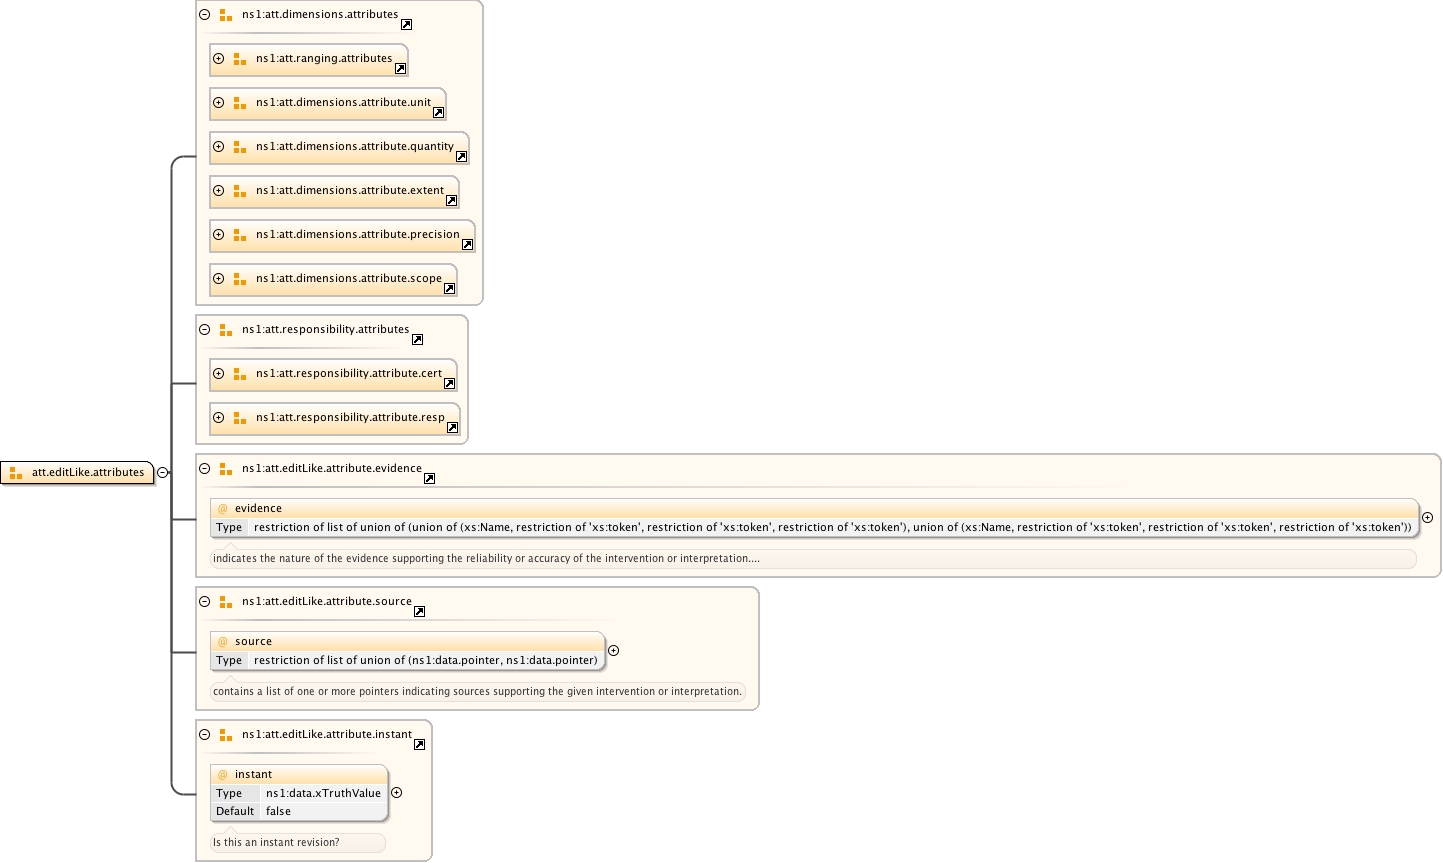 ns1:att.dimensions.attributes
ns1:att.ranging.attributes
ns1:att.dimensions.attribute.unit
ns1:att.dimensions.attribute.quantity
ns1:att.dimensions.attribute.extent
ns1:att.dimensions.attribute.precision
ns1:att.dimensions.attribute.scope
ns1:att.responsibility.attributes
ns1:att.responsibility.attribute.cert
ns1:att.responsibility.attribute.resp
att.editLike.attributes
ns1:att.editLike.attribute.evidence
@ evidence
Type restriction of list of union of (union of (xs:Name, restriction of 'xs:token', restriction of 'xs:token', restriction of 'xs:token'), union of (xs:Name, restriction of 'xs:token', restriction of 'xs:token', restriction of 'xs:token'))
indicates the nature of the evidence supporting the reliability or accuracy of the intervention or interpretation....
ns1:att.editLike.attribute.source
@ source
Type restriction of list of union of (ns1:data.pointer, ns1:data.pointer)
contains a list of one or more pointers indicating sources supporting the given intervention or interpretation.
ns1:att.editLike.attribute.instant
@ instant
Type ns1:data.xTruthValue
Default false
Is this an instant revision?